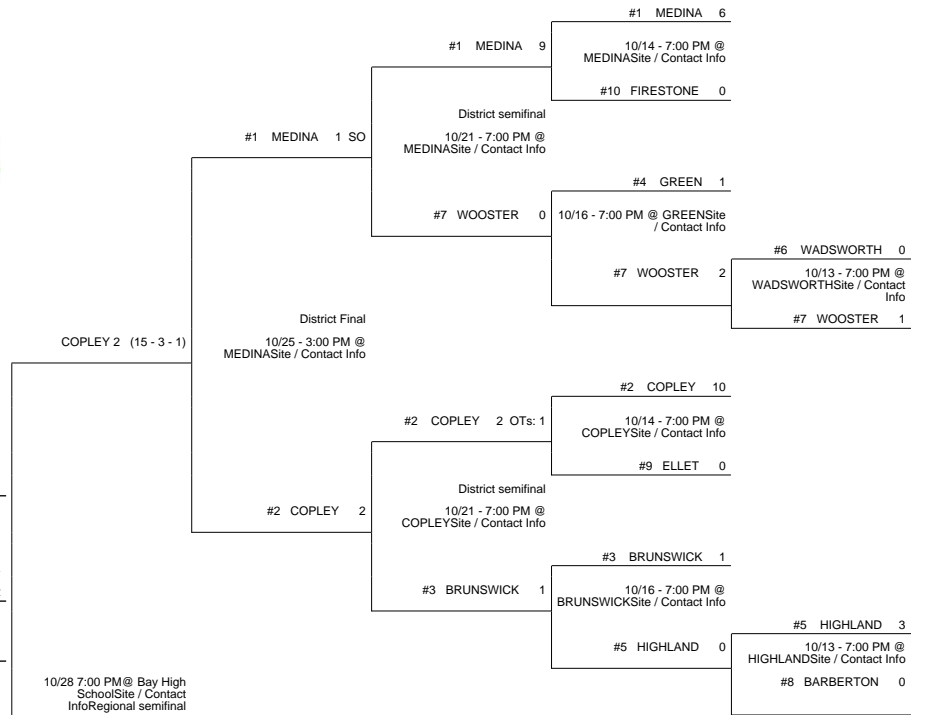 #1 MEDINA 6
#1 MEDINA 9
10/14 - 7:00 PM @
MEDINASite / Contact Info
#10 FIRESTONE 0
District semifinal
#1 MEDINA 1 SO
10/21 - 7:00 PM @
MEDINASite / Contact Info
#4 GREEN 1
#7 WOOSTER 0
10/16 - 7:00 PM @ GREENSite
/ Contact Info
#6 WADSWORTH 0
#7 WOOSTER 2
10/13 - 7:00 PM @
WADSWORTHSite / Contact
Info
#7 WOOSTER 1
District Final
COPLEY 2 (15 - 3 - 1)
10/25 - 3:00 PM @
MEDINASite / Contact Info
#2 COPLEY 10
#2 COPLEY 2 OTs: 1
10/14 - 7:00 PM @
COPLEYSite / Contact Info
#9 ELLET 0
District semifinal
#2 COPLEY 2
10/21 - 7:00 PM @
COPLEYSite / Contact Info
#3 BRUNSWICK 1
#3 BRUNSWICK 1
10/16 - 7:00 PM @
BRUNSWICKSite / Contact Info
#5 HIGHLAND 3
#5 HIGHLAND 0
10/13 - 7:00 PM @
HIGHLANDSite / Contact Info
#8 BARBERTON 0
10/28 7:00 PM@ Bay High
SchoolSite / Contact
InfoRegional semifinal